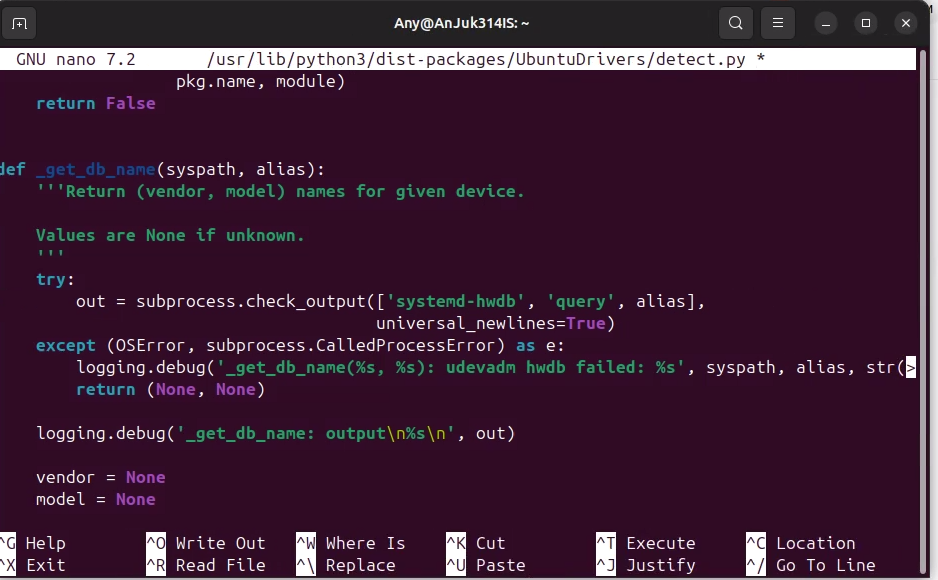 Any@AnJuk314IS: ~
GNU nano 7.2 /usr/lib/python3/dist-packages/UbuntuDrivers/detect.py *
pkg.name, module)
return False
def _get_db_name(syspath, alias):
'''Return (vendor, model) names for given device.
Values are None if unknown.
'''
try:
out = subprocess.check_output(['systemd-hwdb', 'query', alias],
universal_newlines=True)
except (OSError, subprocess.CalledProcessError) as e:
logging.debug('_get_db_name(%s, %s): udevadm hwdb failed: %s', syspath, alias, str(>
return (None, None)
logging.debug('_get_db_name: output\n%s\n', out)
vendor = None
model = None
^G Help ^O Write Out ^W Where Is ^K Cut ^T Execute ^C Location
^X Exit ^R Read File ^\ Replace ^U Paste ^J Justify ^/ Go To Line